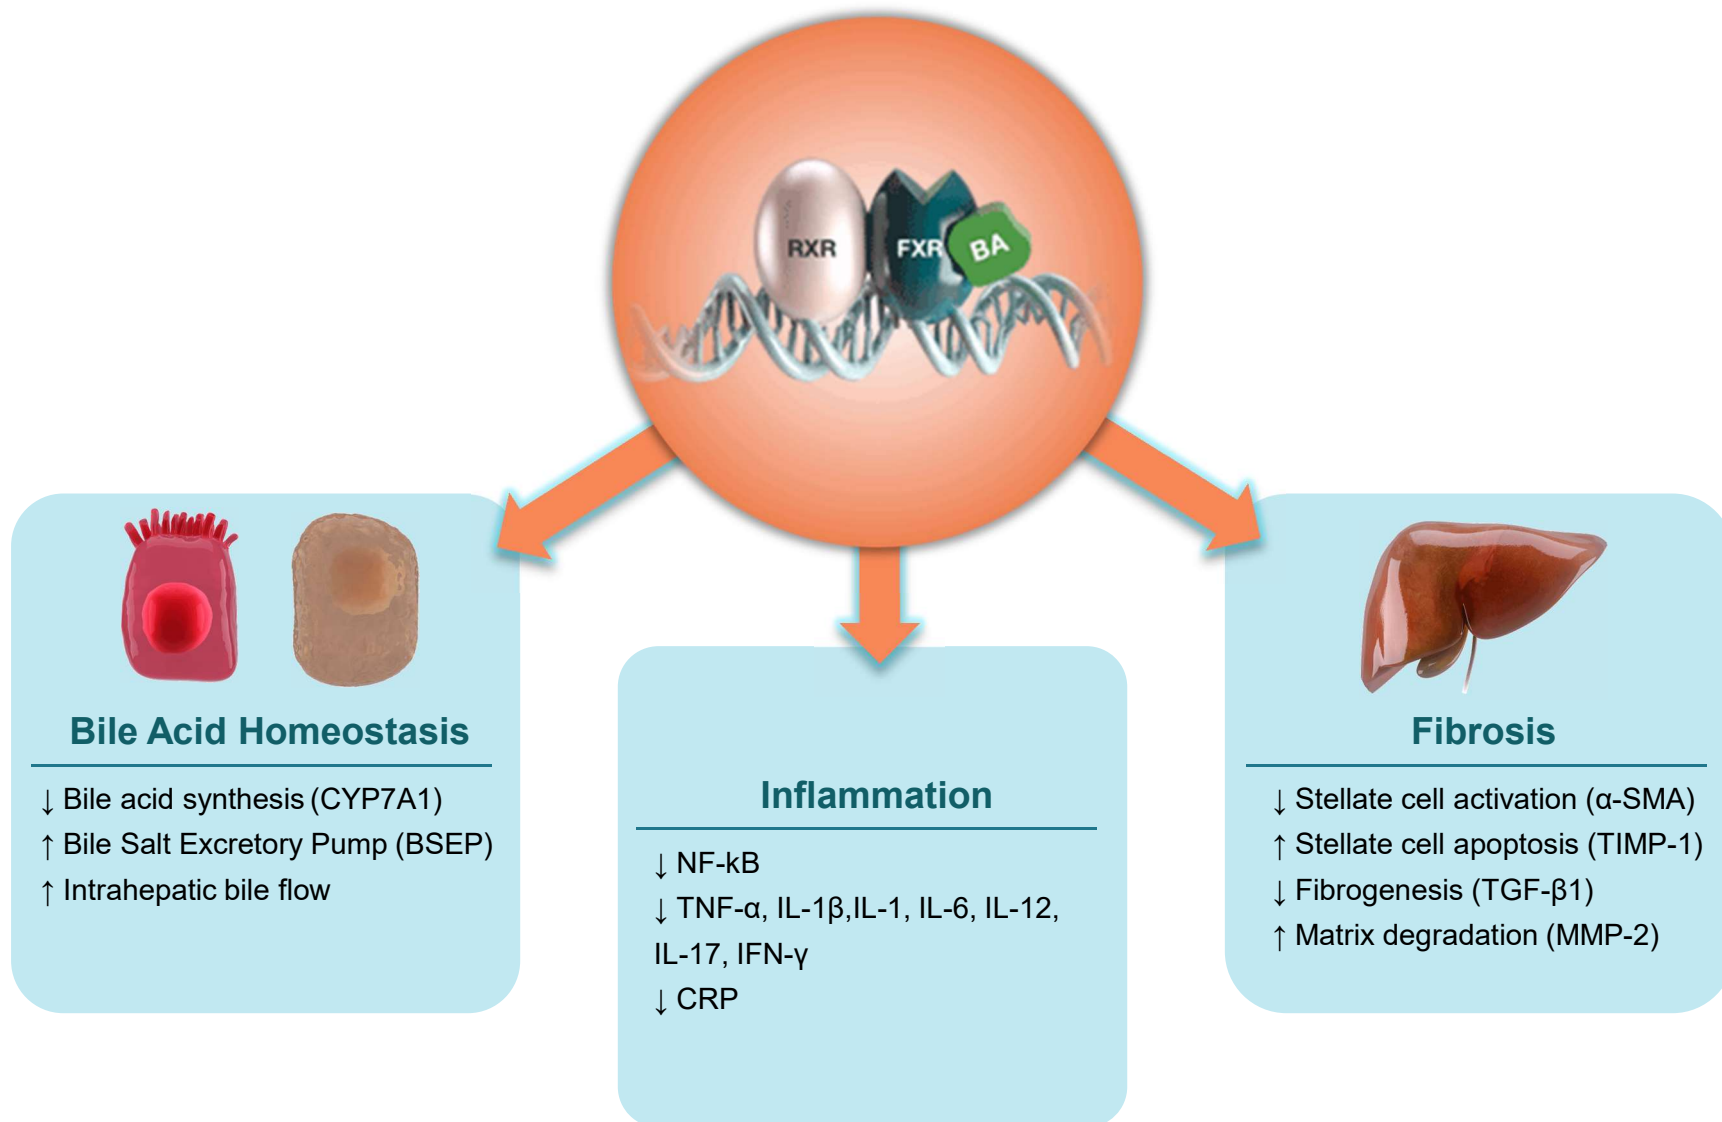 RXR
FXR
BA
Bile Acid Homeostasis
↓ Bile acid synthesis (CYP7A1)
↑ Bile Salt Excretory Pump (BSEP)
↑ Intrahepatic bile flow
Inflammation
↓ NF-kB
↓ TNF-α, IL-1β,IL-1, IL-6, IL-12,
IL-17, IFN-γ
↓ CRP
Fibrosis
↓ Stellate cell activation (α-SMA)
↑ Stellate cell apoptosis (TIMP-1)
↓ Fibrogenesis (TGF-β1)
↑ Matrix degradation (MMP-2)